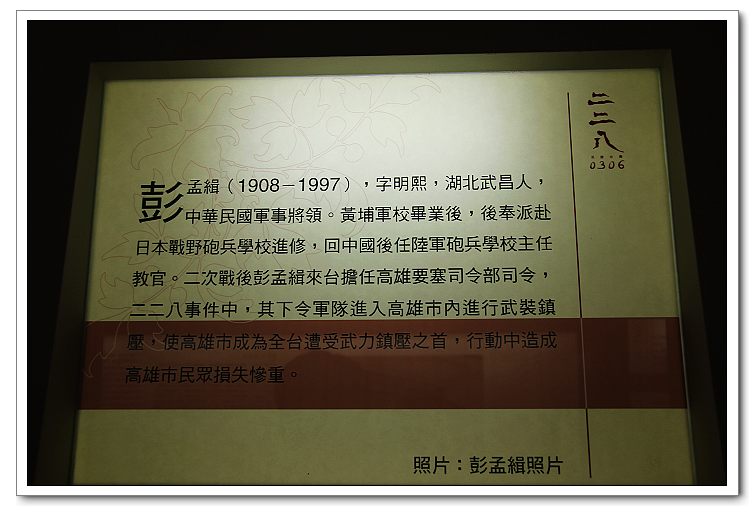 彭孟緝（1908－1997），字明熙，湖北武昌人，
中華民國軍事將領。黃埔軍校畢業後，後奉派赴
日本戰野砲兵學校進修，回中國後任陸軍砲兵學校主任
教官。二次戰後彭孟緝來台擔任高雄要塞司令部司令，
二二八事件中，其下令軍隊進入高雄市內進行武裝鎮
壓，使高雄市成為全台遭受武力鎮壓之首，行動中造成
高雄市民眾損失慘重。
照片：彭孟緝照片
二二八
0306